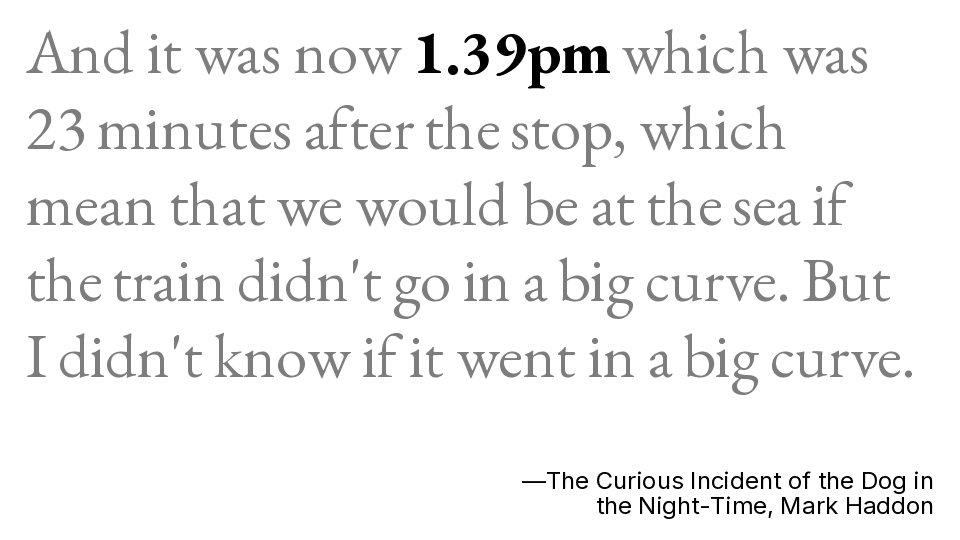 And it was now 1.39pm which was
23 minutes after the stop, which
mean that we would be at the sea if
the train didn't go in a big curve. But
I didn't know if it went in a big curve.
—The Curious Incident of the Dog in
the Night-Time, Mark Haddon